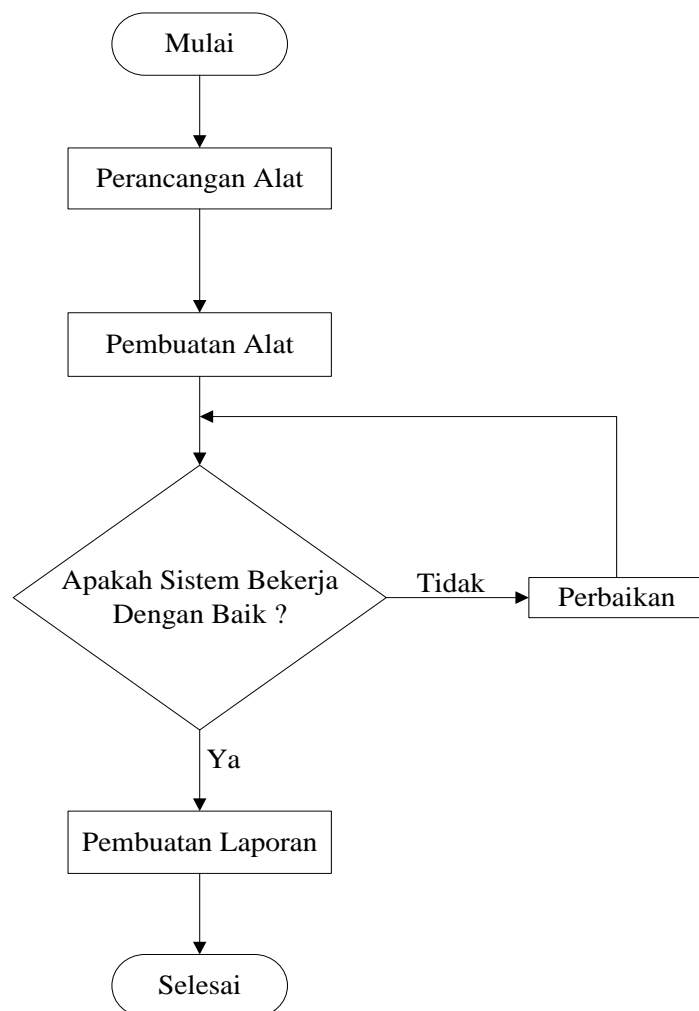 Mulai
Perancangan Alat
Pembuatan Alat
Apakah Sistem Bekerja
Dengan Baik ?
Tidak
Perbaikan
Ya
Pembuatan Laporan
Selesai